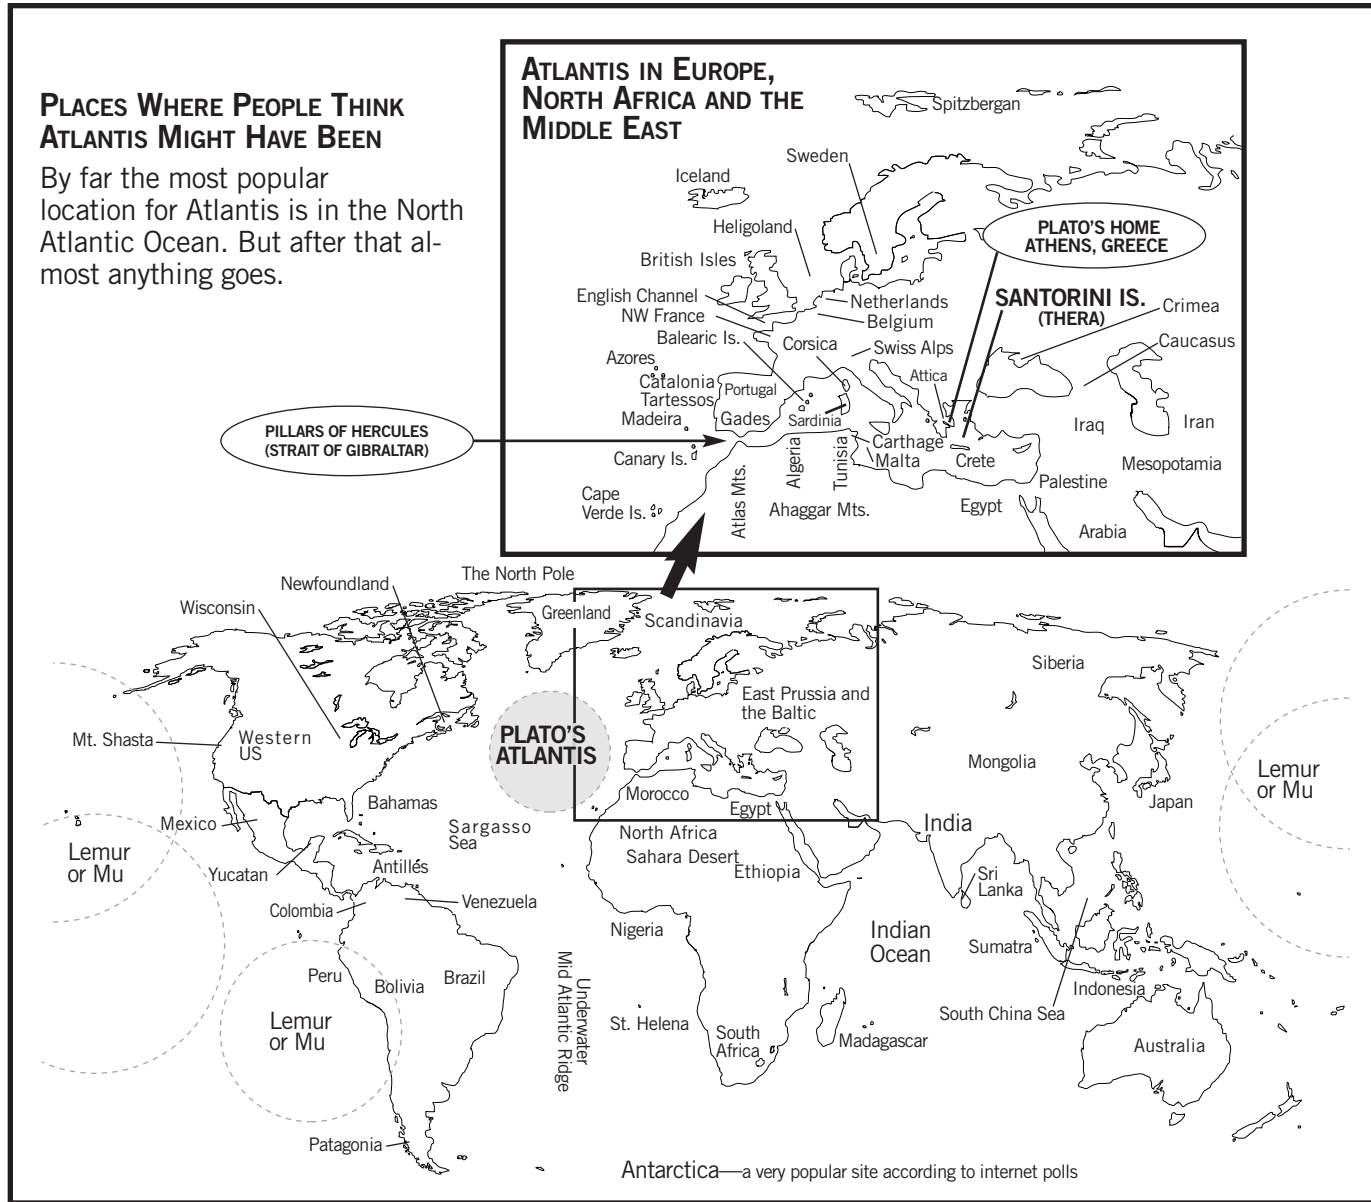 PLACES WHERE PEOPLE THINK
ATLANTIS MIGHT HAVE BEEN
By far the most popular
location for Atlantis is in the North
Atlantic Ocean. But after that al-
most anything goes.
ATLANTIS IN EUROPE,
NORTH AFRICA AND THE
MIDDLE EAST
Spitzbergan
Sweden
Iceland
Heligoland
PLATO'S HOME
ATHENS, GREECE
British Isles
English Channel
NW France
Balearic Is.
Netherlands
Belgium
SANTORINI IS.
(THERA)
Crimea
Caucasus
Corsica
Swiss Alps
Azores
Attica
Catalonia
Tartessos
Portugal
Madeira
Gades
Sardinia
Iraq
Iran
PILLARS OF HERCULES
(STRAIT OF GIBRALTAR)
Canary Is.
Algeria
Tunisia
Carthage
Malta
Crete
Mesopotamia
Palestine
Cape
Verde Is.
Atlas Mts.
Ahaggar Mts.
Egypt
Arabia
The North Pole
Newfoundland
Wisconsin
Greenland
Scandinavia
Siberia
East Prussia and
the Baltic
Mt. Shasta
Western
US
PLATO'S
ATLANTIS
Mongolia
Lemur
or Mu
Morocco
Egypt
Japan
Bahamas
Mexico
Sargasso
Sea
North Africa
India
Lemur
or Mu
Yucatan
Antilles
Sahara Desert
Ethiopia
Sri
Lanka
Colombia
Venezuela
Nigeria
Indian
Ocean
Sumatra
Peru
Bolivia
Brazil
Underwater
Mid Atlantic Ridge
Indonesia
South China Sea
Lemur
or Mu
St. Helena
South
Africa
Madagascar
Australia
Patagonia
Antarctica—a very popular site according to internet polls